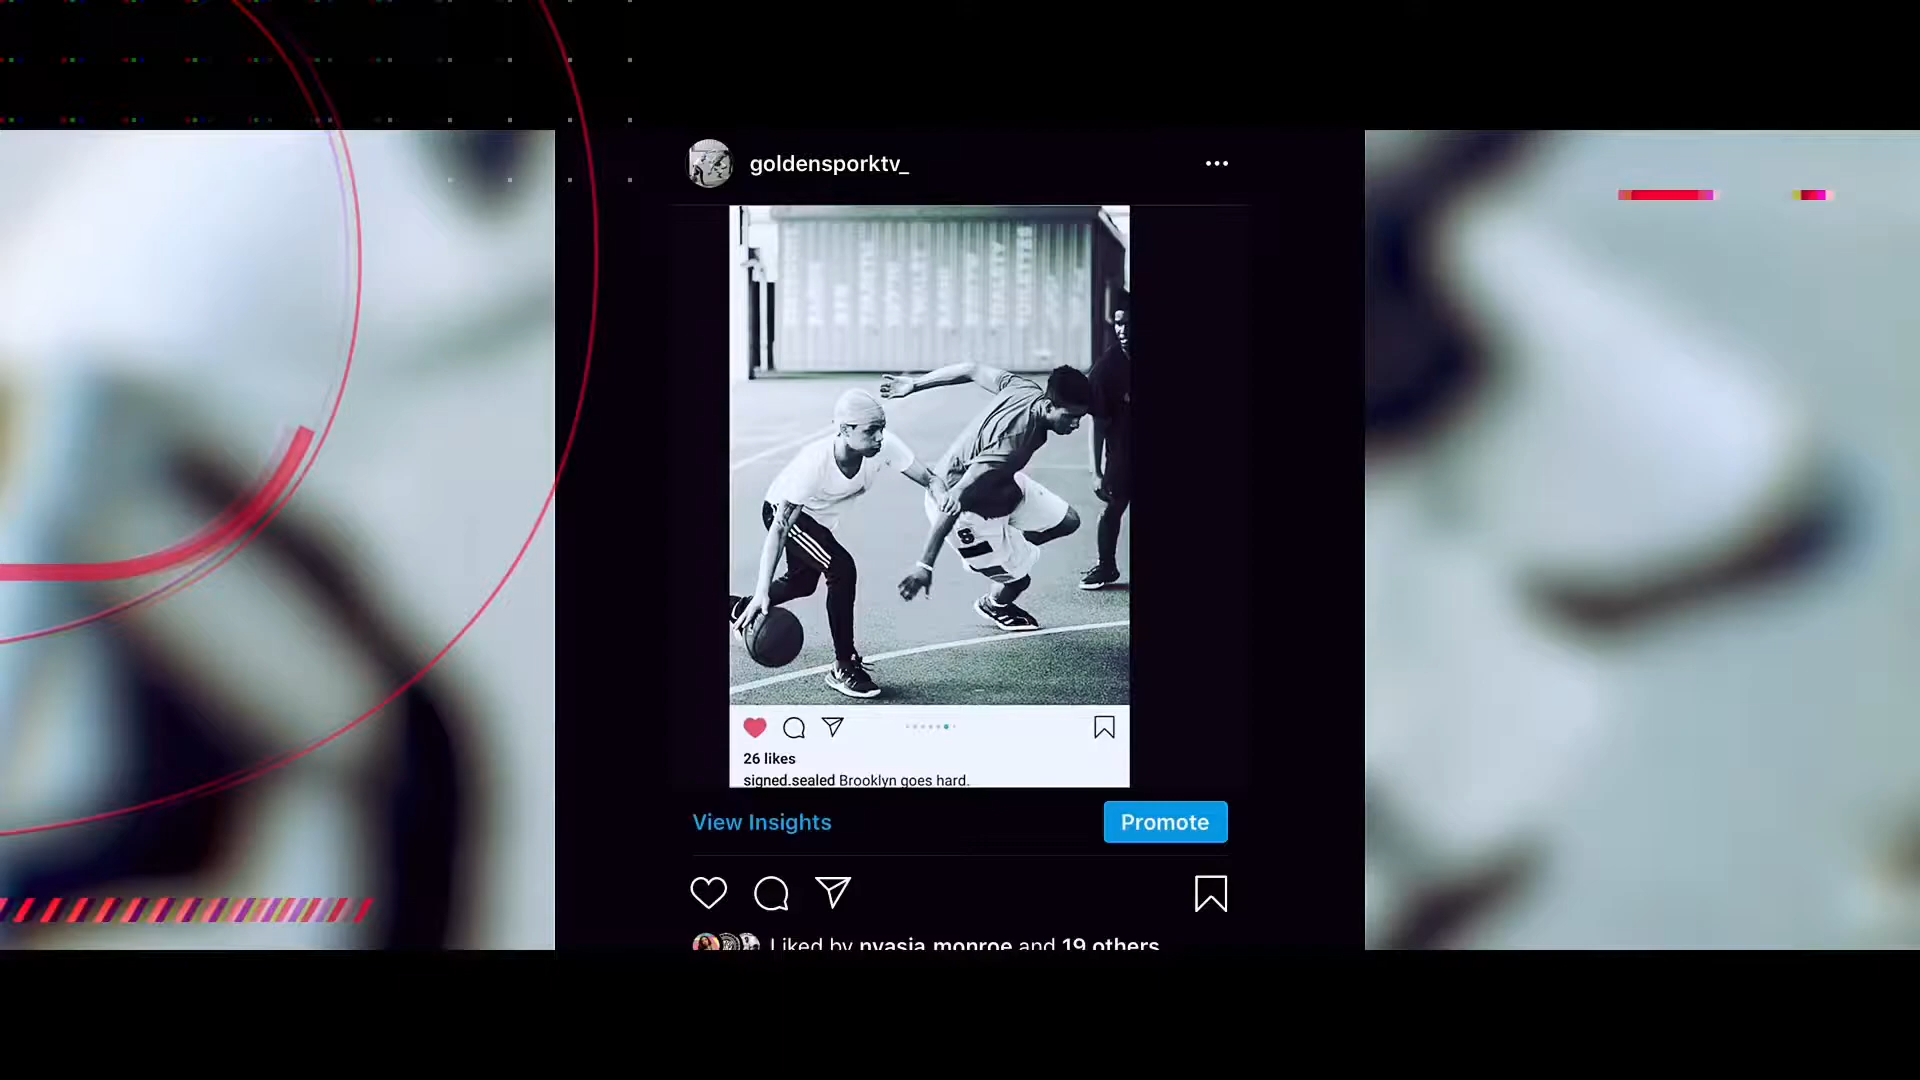 goldensporktv_
26 likes
signed.sealed Brooklyn goes hard.
View Insights
Promote
Liked by nyasia.monroe and 19 others